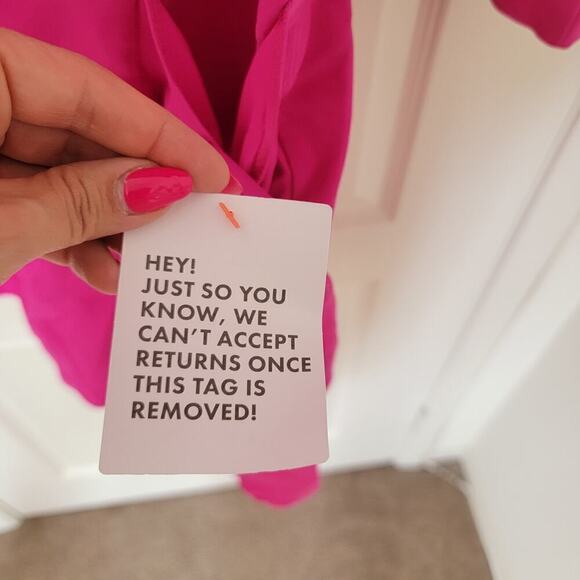 HEY!
JUST SO YOU
KNOW, WE
CAN'T ACCEPT
RETURNS ONCE
THIS TAG IS
REMOVED!